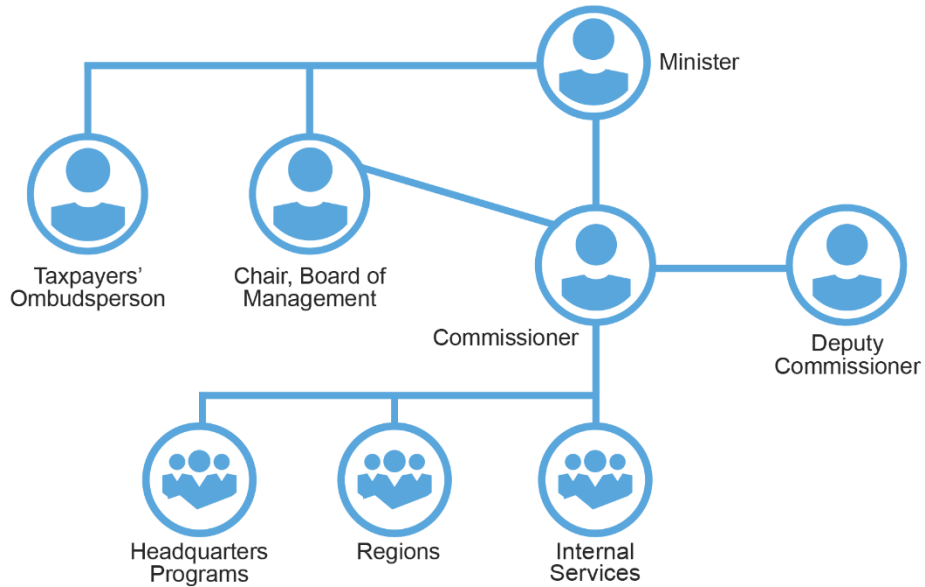 Minister
Taxpayers’
Ombudsperson
Chair, Board of
Management
Commissioner
Deputy
Commissioner
Headquarters
Programs
Regions
Internal
Services